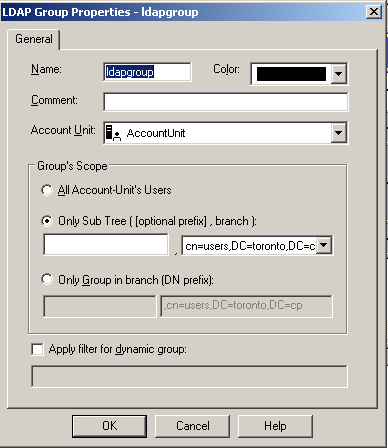 LDAP Group Properties - ldapgroup
General
Name: ldapgroup Color:
Comment:
Account Unit: AccountUnit
Group's Scope
All Account-Unit's Users
Only Sub Tree ( [optional prefix] , branch ):
, cn=users,DC=toronto,DC=c
Only Group in branch (DN prefix):
,cn=users,DC=toronto,DC=cp
Apply filter for dynamic group:
OK Cancel Help